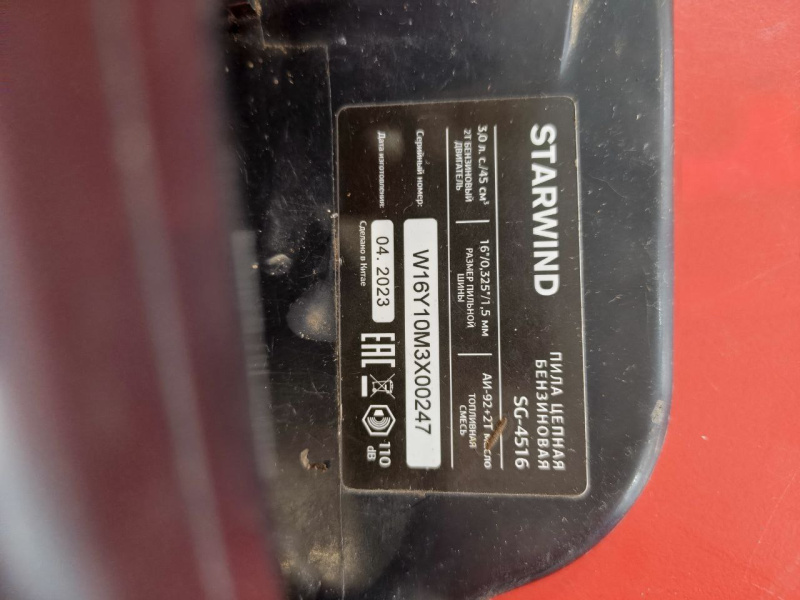 STARWIND
ПИЛА ЦЕПНАЯ
БЕНЗИНОВАЯ
SG-4516
3,0 л. с./45 см³
2Т БЕНЗИНОВЫЙ
ДВИГАТЕЛЬ
16"/0,325"/1,5 мм
РАЗМЕР ПИЛЬНОЙ
ШИНЫ
АИ-92+2Т масло
ТОПЛИВНАЯ
СМЕСЬ
Серийный номер:
W16Y10M3X00247
Дата изготовления:
04. 2023
Сделано в Китае
EAC
110
dB